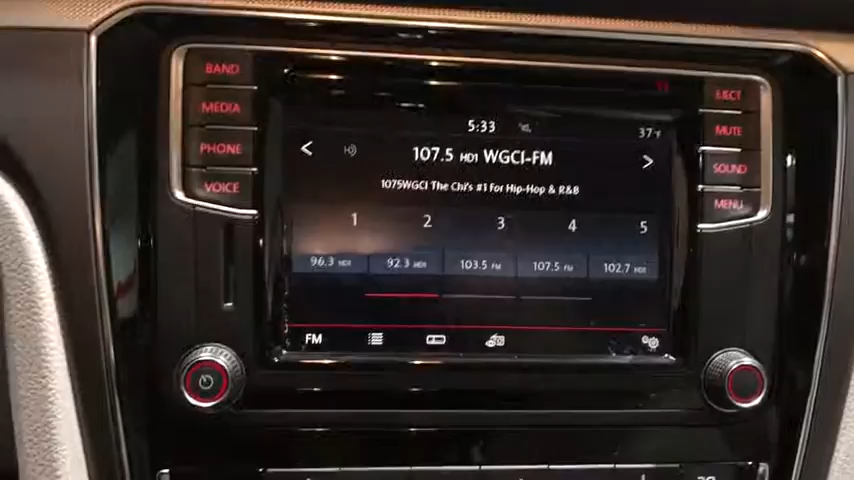 BAND
MEDIA
PHONE
VOICE
EJECT
MUTE
SOUND
MENU
5:33
37°F
107.5 HD1 WGCI-FM
1075WGCI The Chi's #1 For Hip-Hop & R&B
1 2 3 4 5
96.3 HD1 92.3 HD1 103.5 FM 107.5 FM 102.7 HD1
FM